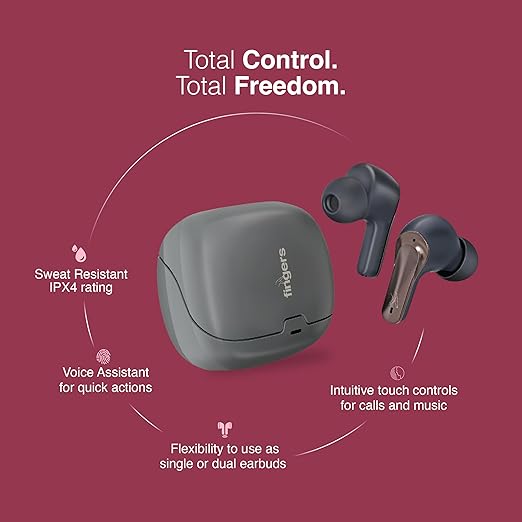 Total Control.
Total Freedom.
fingers
Sweat Resistant
IPX4 rating
Voice Assistant
for quick actions
Intuitive touch controls
for calls and music
Flexibility to use as
single or dual earbuds